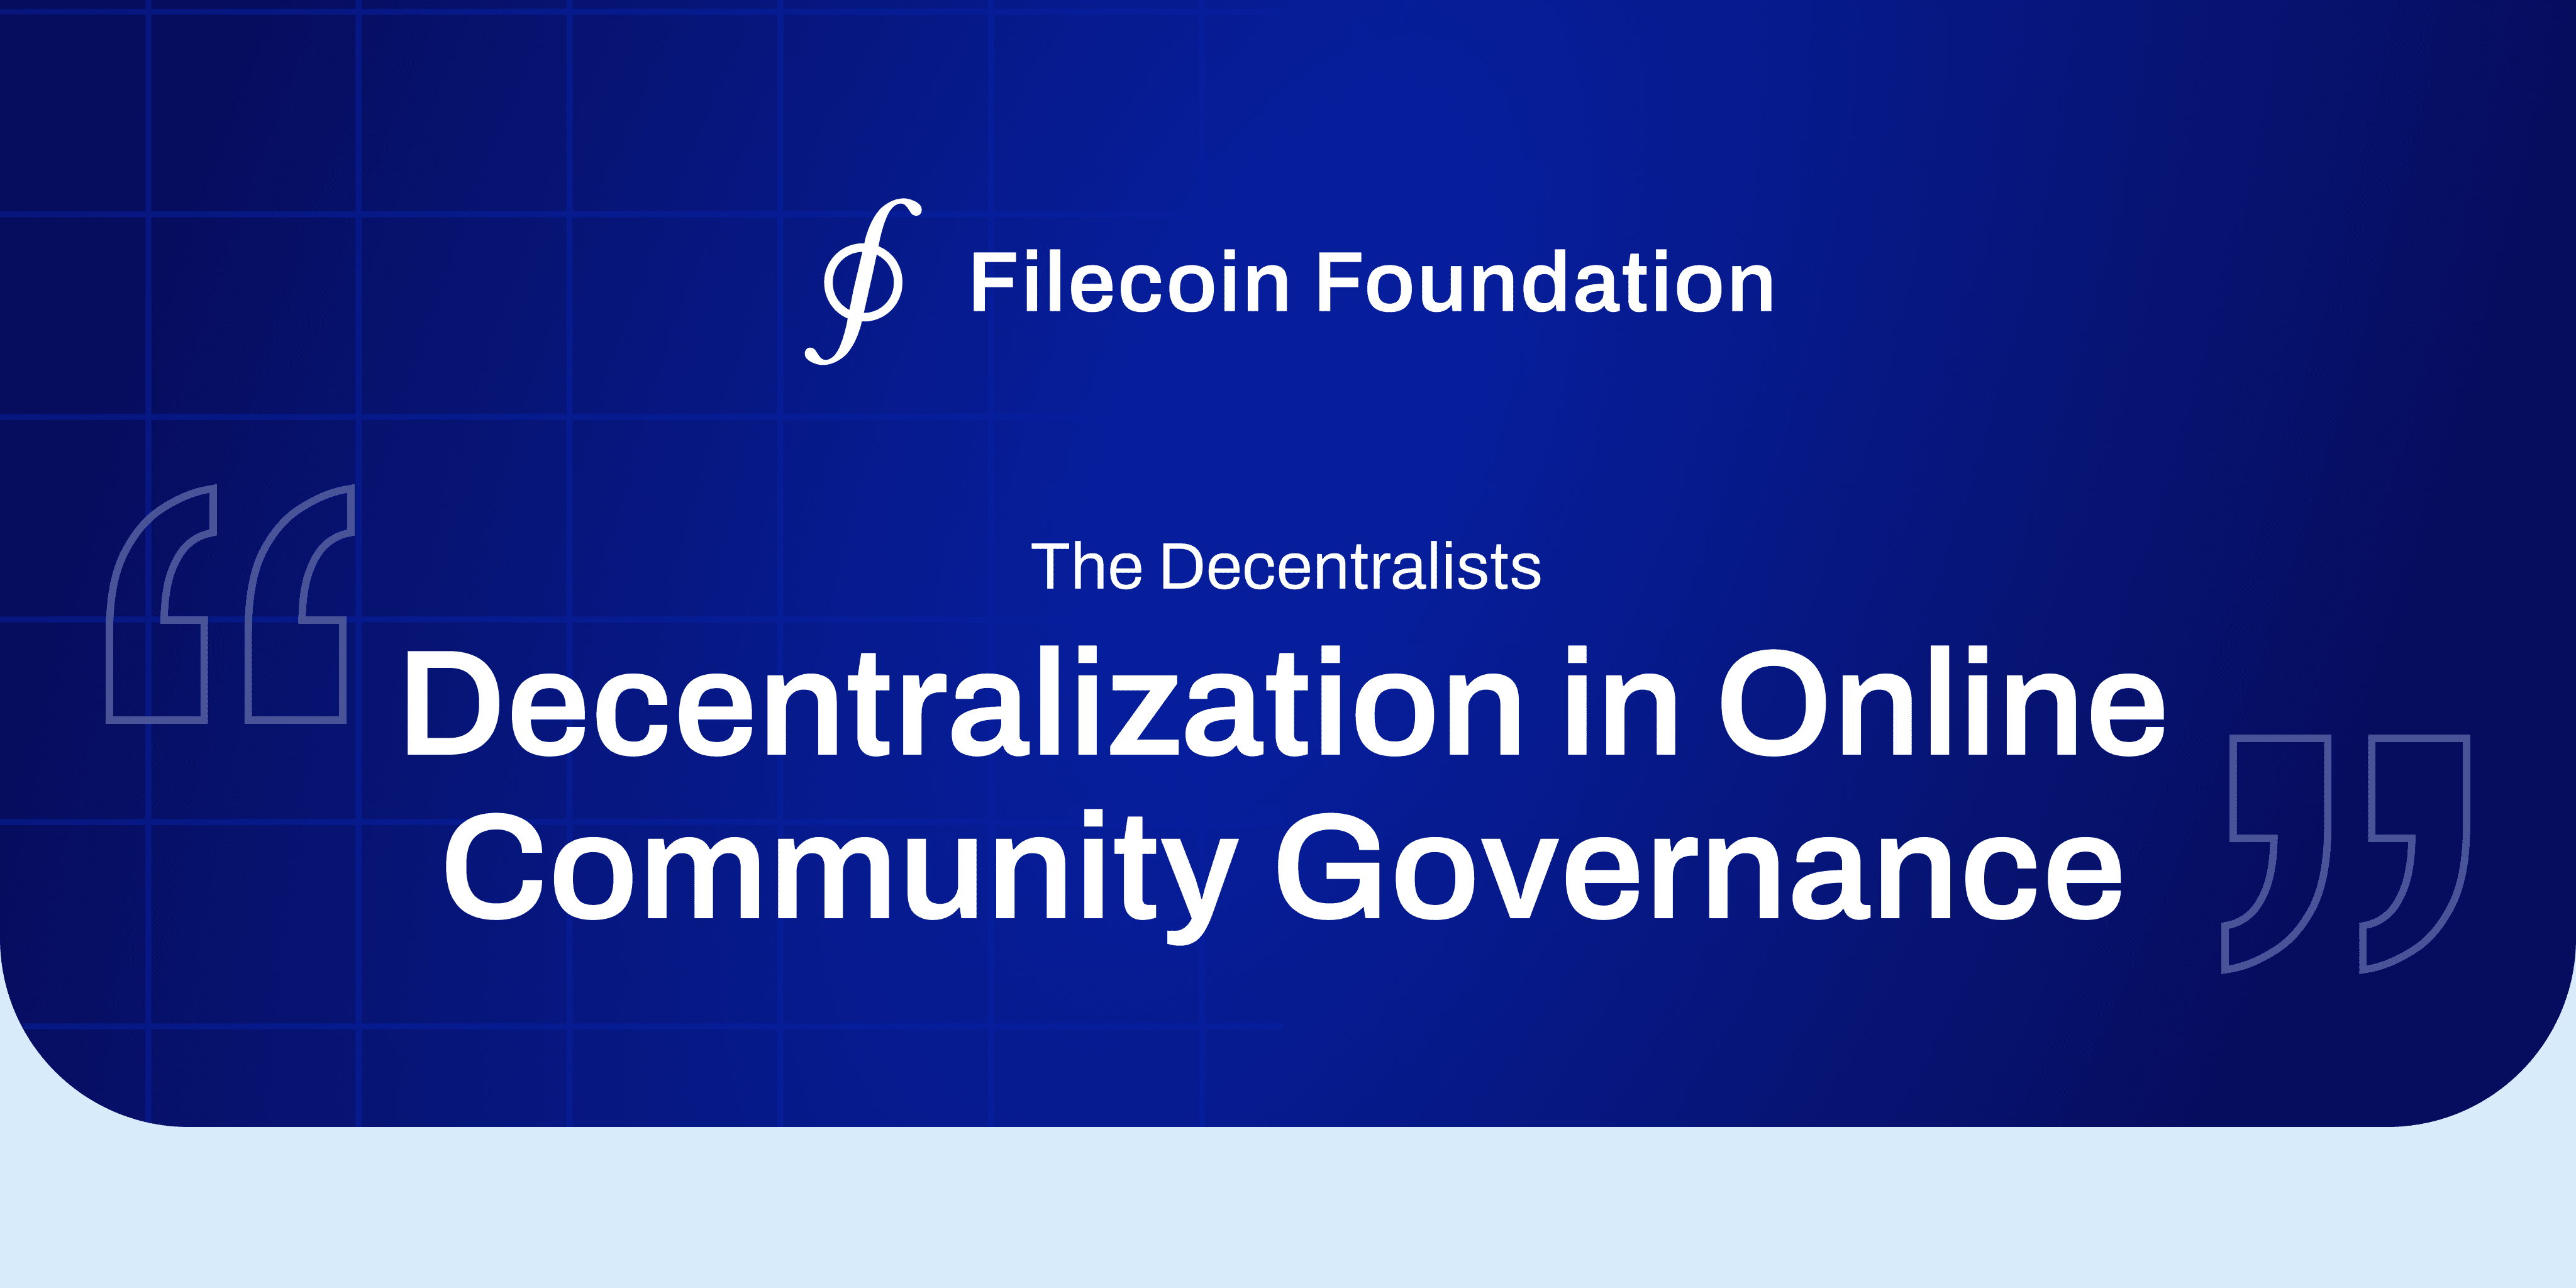 Filecoin Foundation
The Decentralists
Decentralization in Online
Community Governance